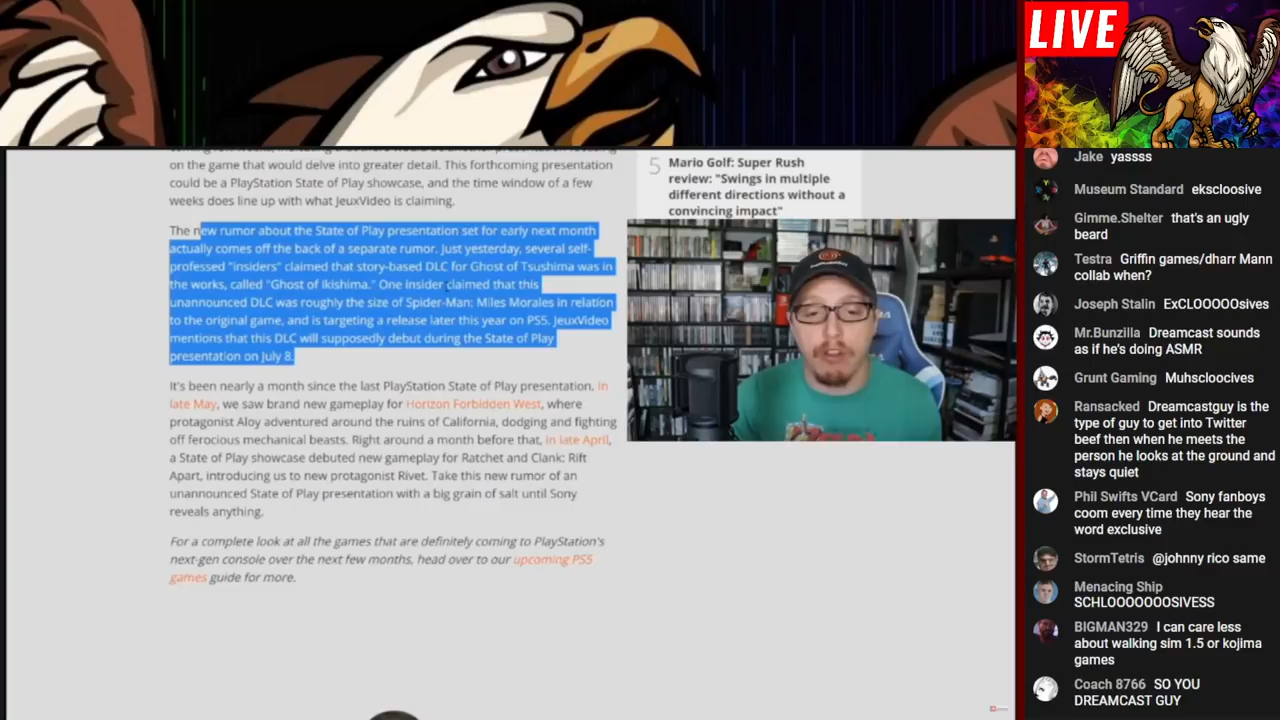 LIVE
on the game that would delve into greater detail. This forthcoming presentation
could be a PlayStation State of Play showcase, and the time window of a few
weeks does line up with what JeuxVideo is claiming.
The new rumor about the State of Play presentation set for early next month
actually comes off the back of a separate rumor. Just yesterday, several self-
professed "insiders" claimed that story-based DLC for Ghost of Tsushima was in
the works, called "Ghost of Ikishima." One insider claimed that this
unannounced DLC was roughly the size of Spider-Man: Miles Morales in relation
to the original game, and is targeting a release later this year on PS5. JeuxVideo
mentions that this DLC will supposedly debut during the State of Play
presentation on July 8.
It's been nearly a month since the last PlayStation State of Play presentation. In
late May, we saw brand new gameplay for Horizon Forbidden West, where
protagonist Aloy adventured around the ruins of California, dodging and fighting
off ferocious mechanical beasts. Right around a month before that, in late April,
a State of Play showcase debuted new gameplay for Ratchet and Clank: Rift
Apart, introducing us to new protagonist Rivet. Take this new rumor of an
unannounced State of Play presentation with a big grain of salt until Sony
reveals anything.
For a complete look at all the games that are definitely coming to PlayStation's
next-gen console over the next few months, head over to our upcoming PS5
games guide for more.
5 Mario Golf: Super Rush
review: "Swings in multiple
different directions without a
convincing impact"
Jake yassss
Museum Standard ekscloosive
Gimme.Shelter that's an ugly
beard
Testra Griffin games/dharr Mann
collab when?
Joseph Stalin ExCLOOOOsives
Mr.Bunzilla Dreamcast sounds
as if he's doing ASMR
Grunt Gaming Muhscloocives
Ransacked Dreamcastguy is the
type of guy to get into Twitter
beef then when he meets the
person he looks at the ground and
stays quiet
Phil Swifts VCard Sony fanboys
coom every time they hear the
word exclusive
StormTetris @johnny rico same
Menacing Ship
SCHLOOOOOOOSIVESS
BIGMAN329 I can care less
about walking sim 1.5 or kojima
games
Coach 8766 SO YOU
DREAMCAST GUY